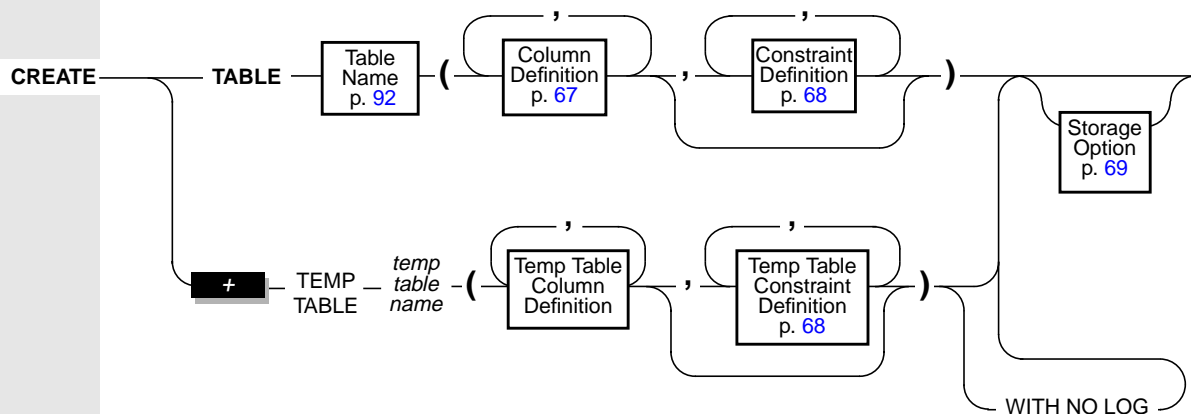 ,
,
CREATE
TABLE
Table
Name
p. 92
(
Column
Definition
p. 67
,
Constraint
Definition
p. 68
)
Storage
Option
p. 69
,
,
+
TEMP
TABLE
temp
table
name
(
Temp Table
Column
Definition
,
Temp Table
Constraint
Definition
p. 68
)
WITH NO LOG